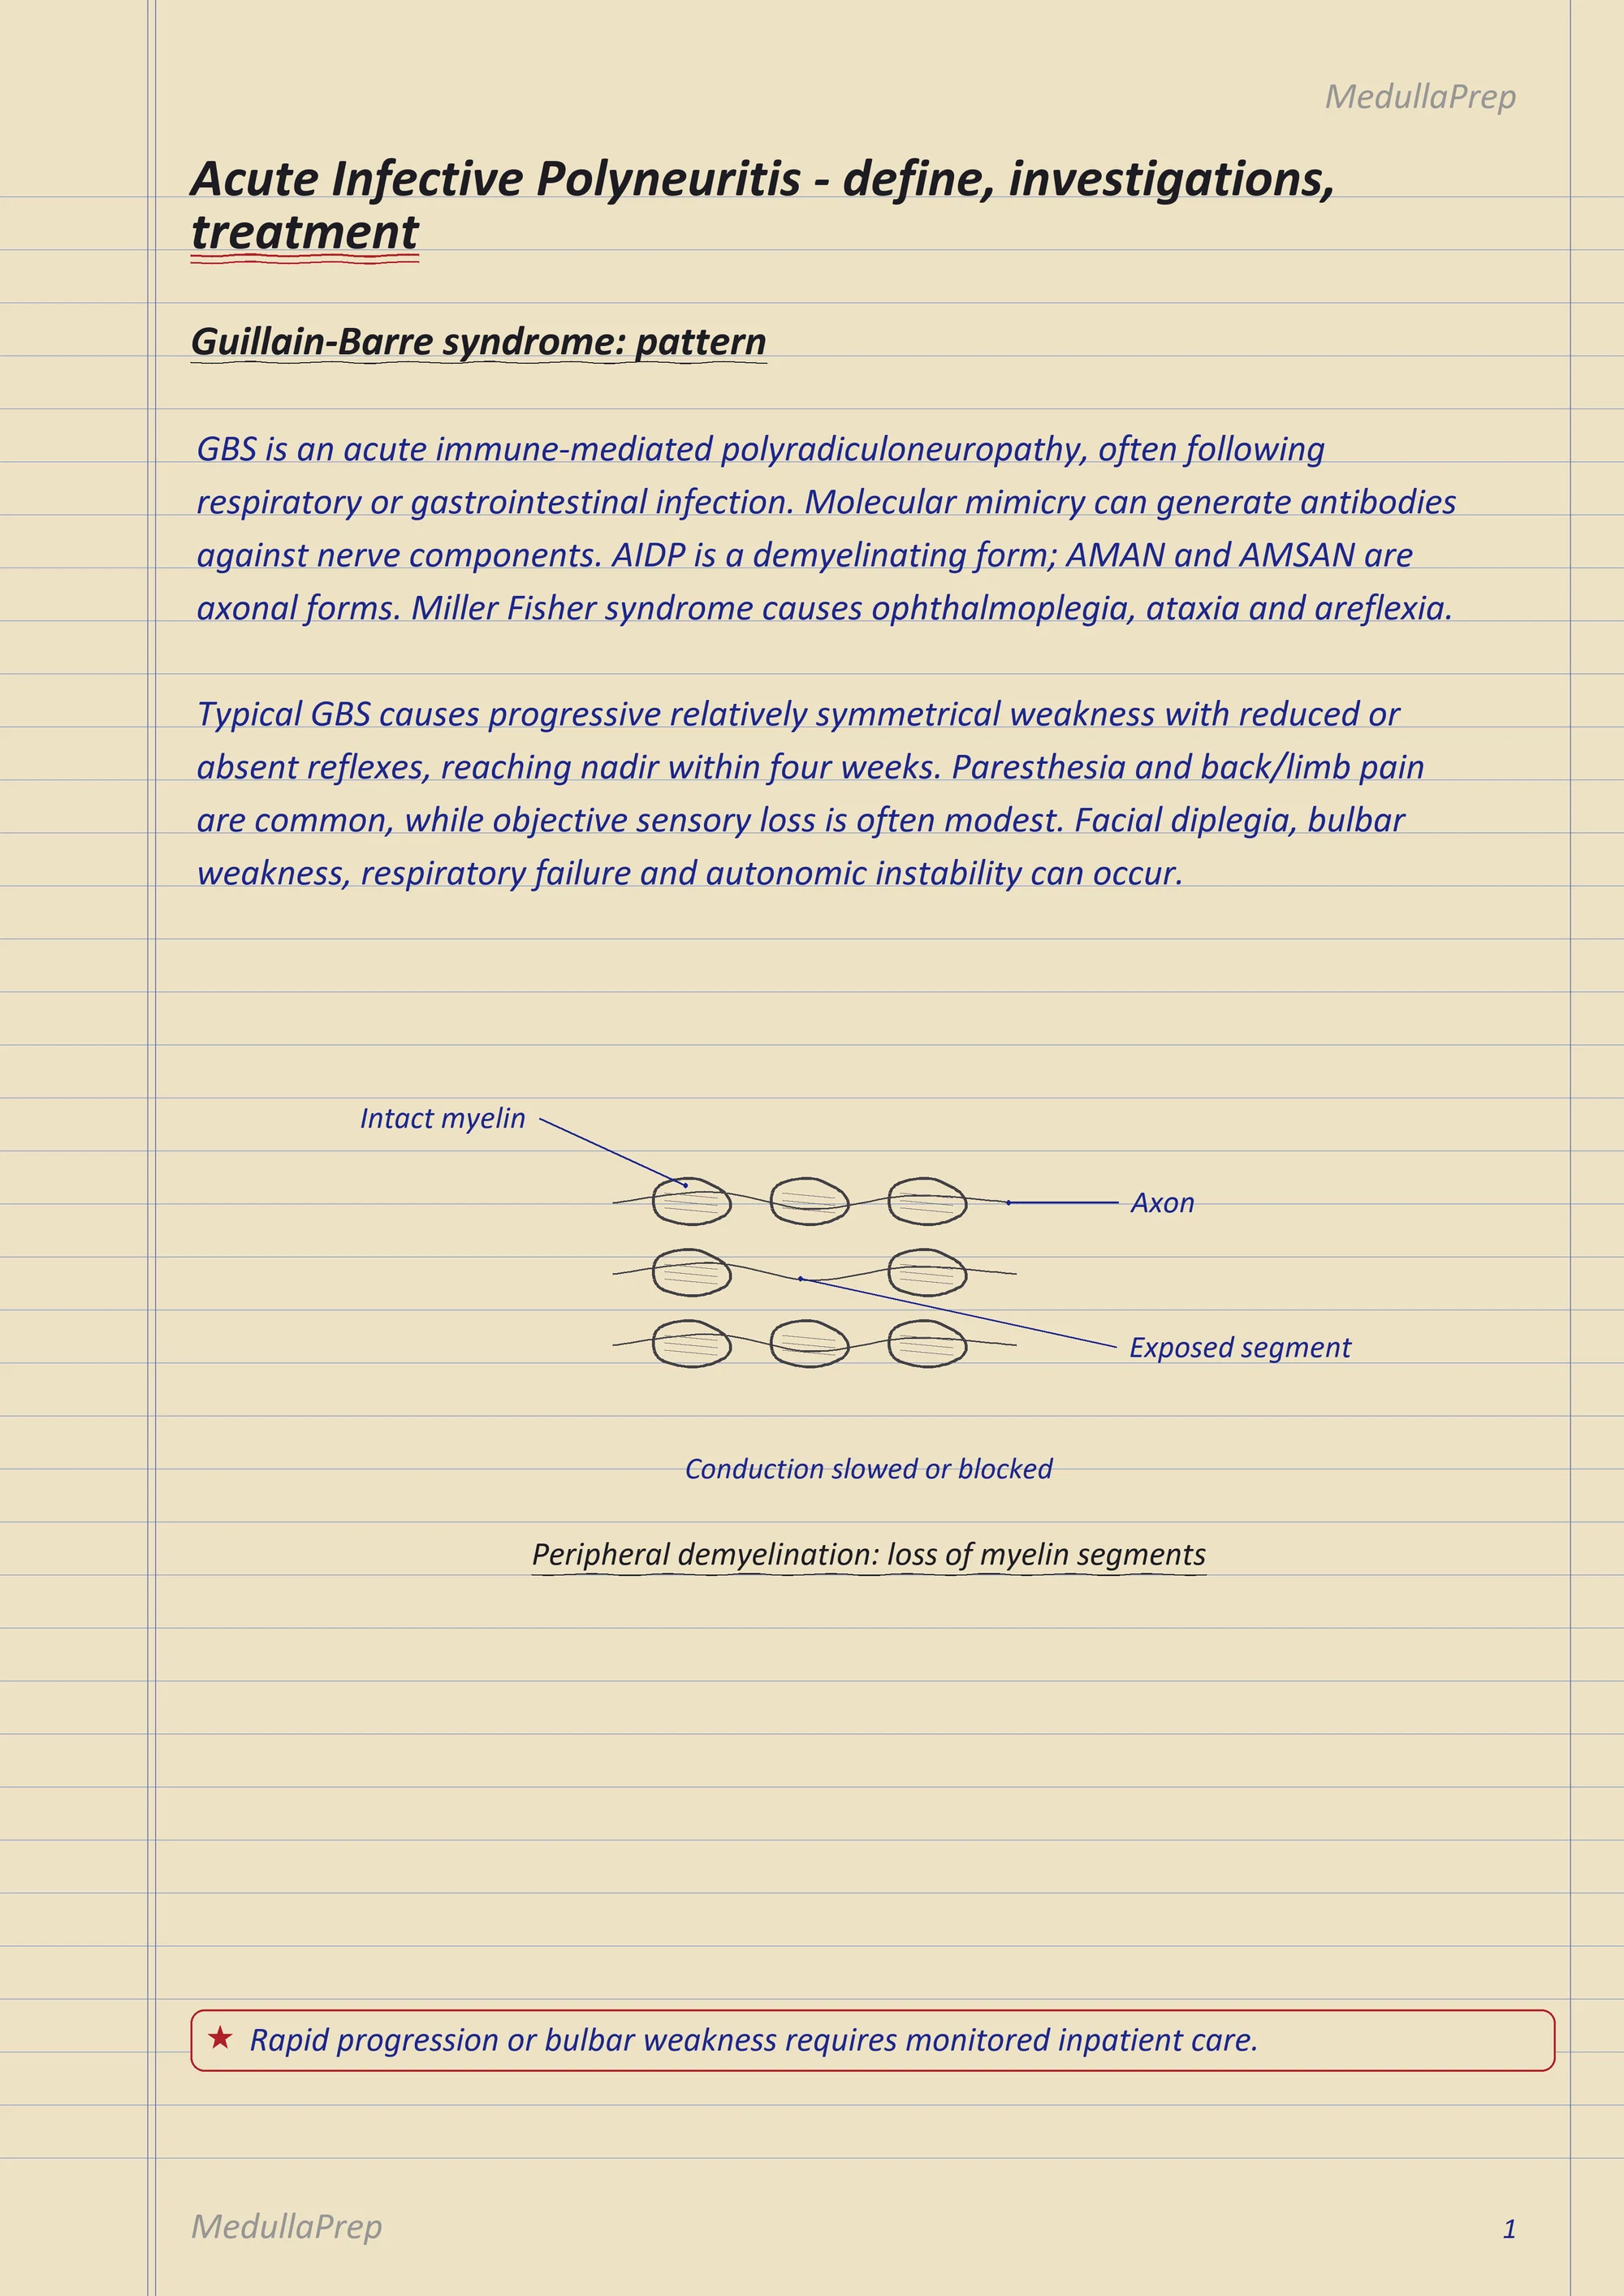 MedullaPrep
Acute Infective Polyneuritis - define, investigations,
treatment
Guillain-Barre syndrome: pattern
GBS is an acute immune-mediated polyradiculoneuropathy, often following
respiratory or gastrointestinal infection. Molecular mimicry can generate antibodies
against nerve components. AIDP is a demyelinating form; AMAN and AMSAN are
axonal forms. Miller Fisher syndrome causes ophthalmoplegia, ataxia and areflexia.
Typical GBS causes progressive relatively symmetrical weakness with reduced or
absent reflexes, reaching nadir within four weeks. Paresthesia and back/limb pain
are common, while objective sensory loss is often modest. Facial diplegia, bulbar
weakness, respiratory failure and autonomic instability can occur.
Intact myelin
Axon
Exposed segment
Conduction slowed or blocked
Peripheral demyelination: loss of myelin segments
★ Rapid progression or bulbar weakness requires monitored inpatient care.
MedullaPrep
1